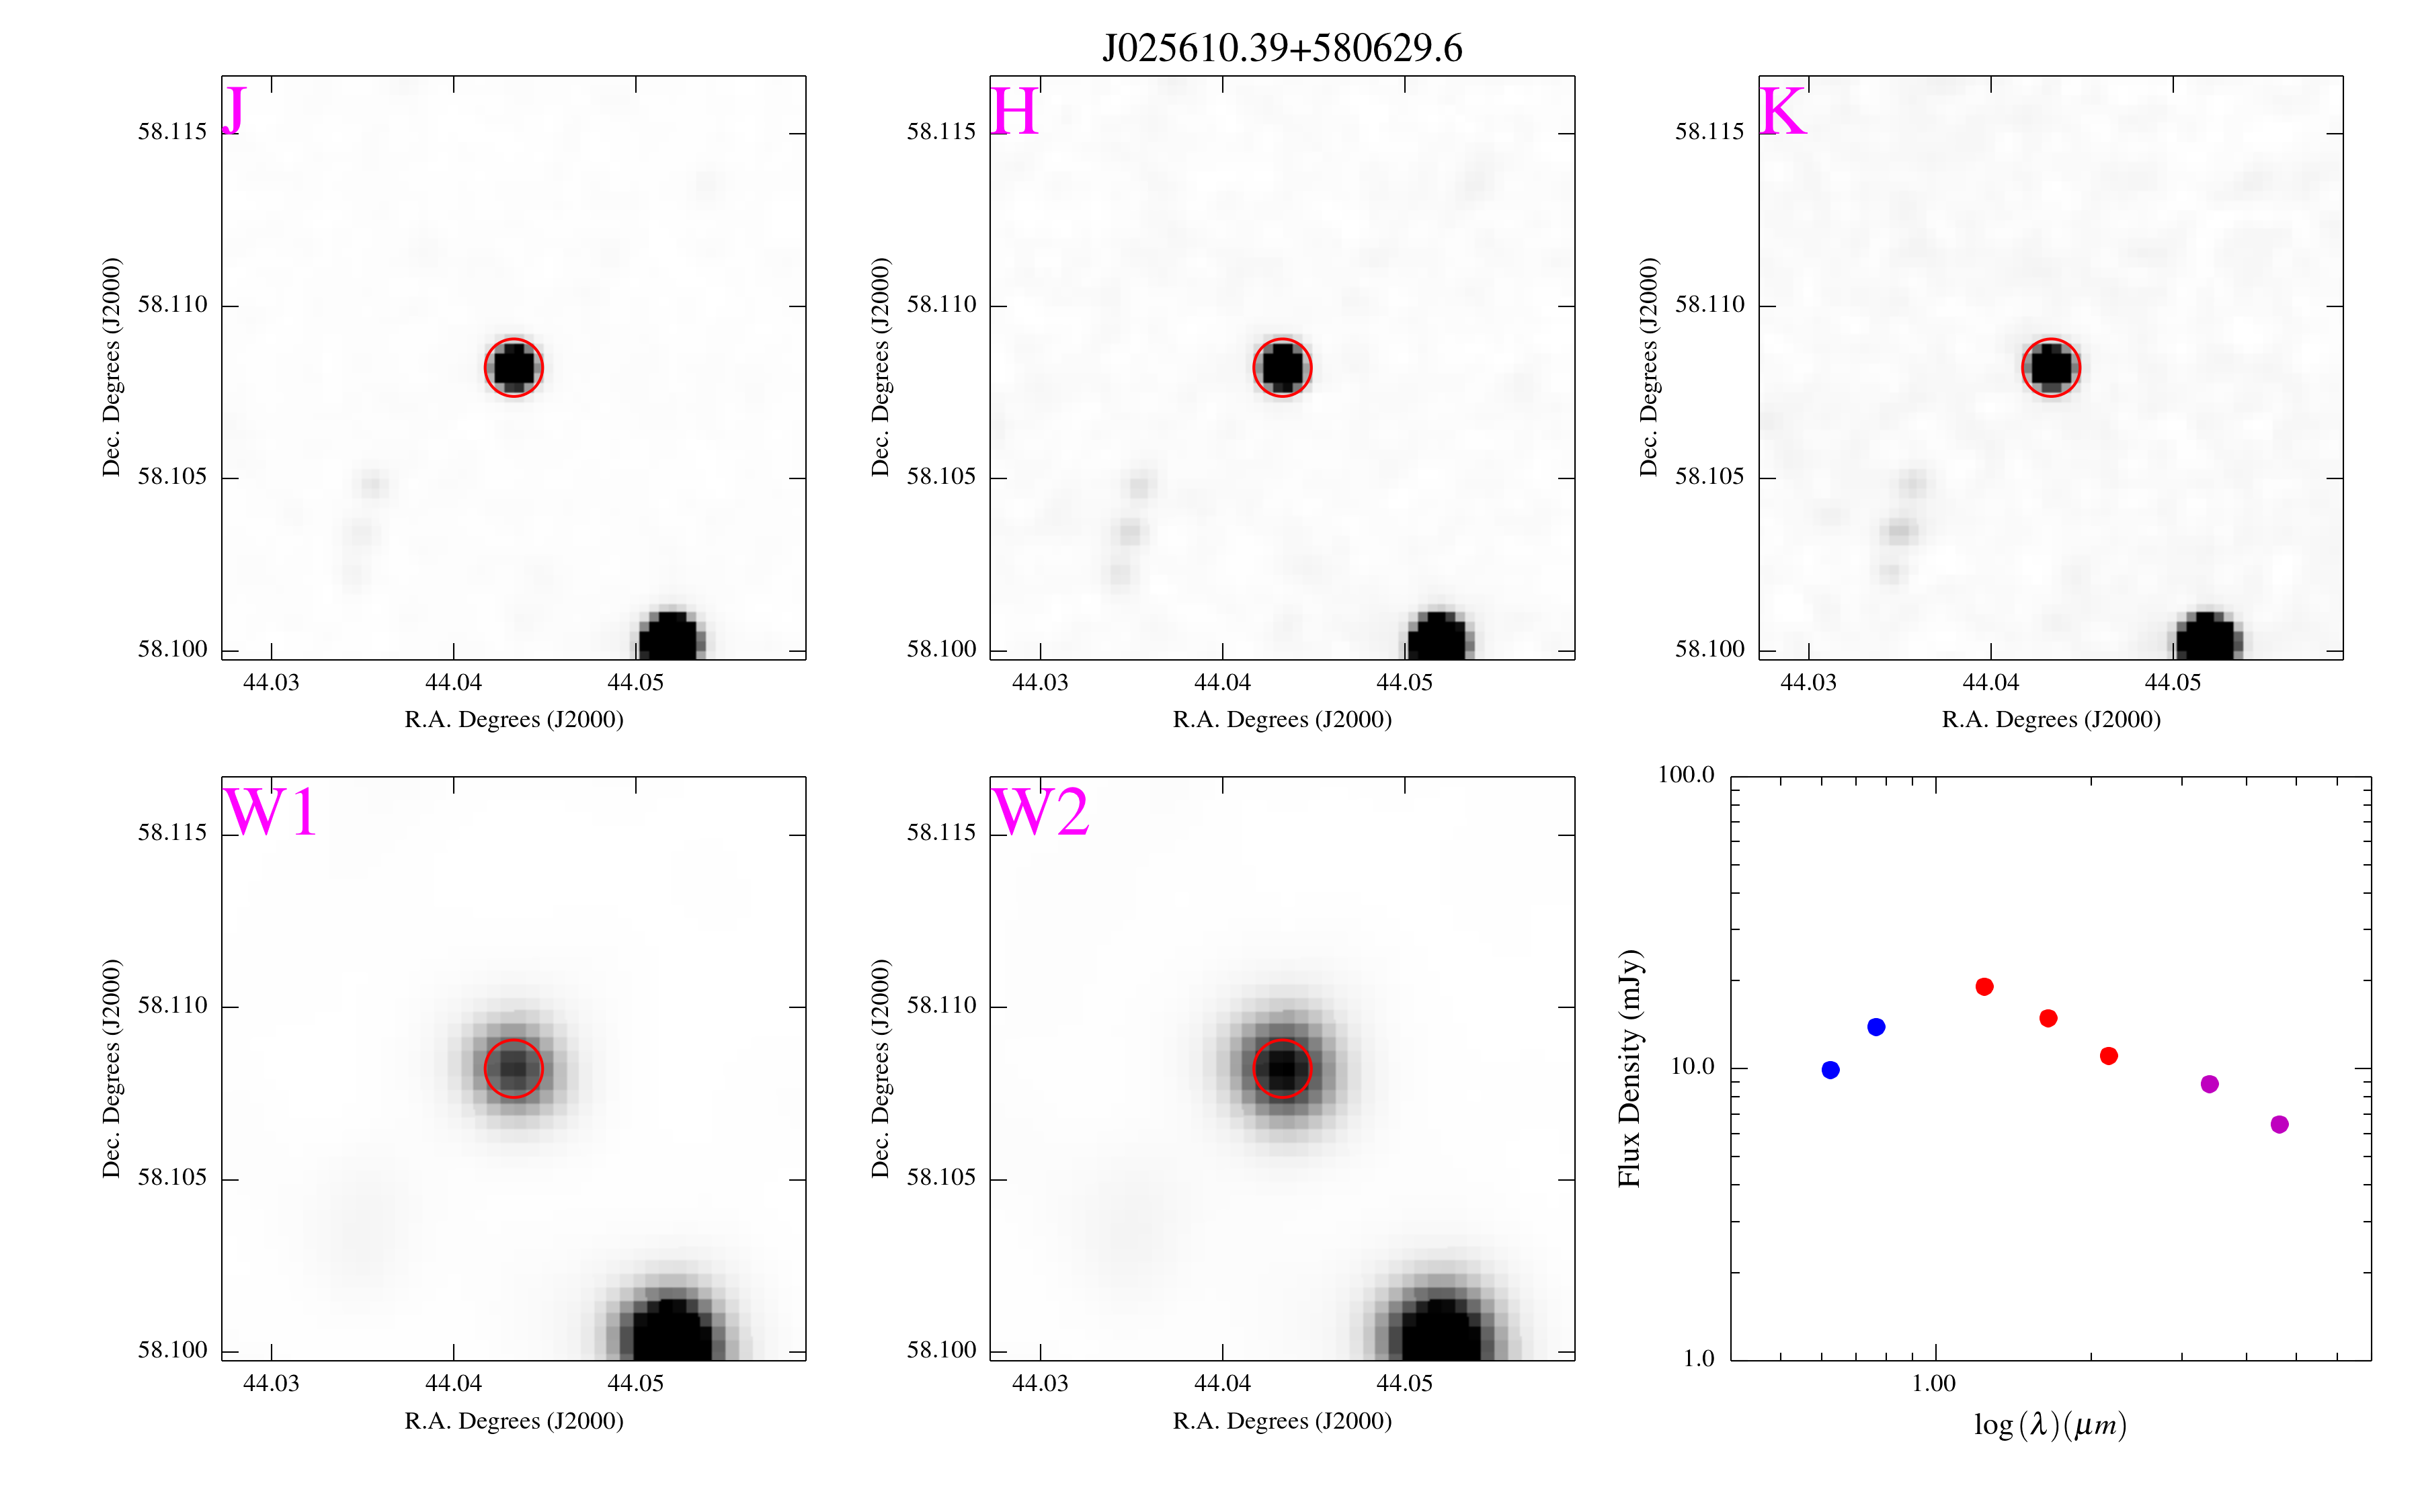 J025610.39+580629.6
J
58.115
58.110
58.105
58.100
Dec. Degrees (J2000)
44.03 44.04 44.05
R.A. Degrees (J2000)
H
58.115
58.110
58.105
58.100
Dec. Degrees (J2000)
44.03 44.04 44.05
R.A. Degrees (J2000)
K
58.115
58.110
58.105
58.100
Dec. Degrees (J2000)
44.03 44.04 44.05
R.A. Degrees (J2000)
W1
58.115
58.110
58.105
58.100
Dec. Degrees (J2000)
44.03 44.04 44.05
R.A. Degrees (J2000)
W2
58.115
58.110
58.105
58.100
Dec. Degrees (J2000)
44.03 44.04 44.05
R.A. Degrees (J2000)
100.0
10.0
1.0
Flux Density (mJy)
1.00
log(λ)(μm)